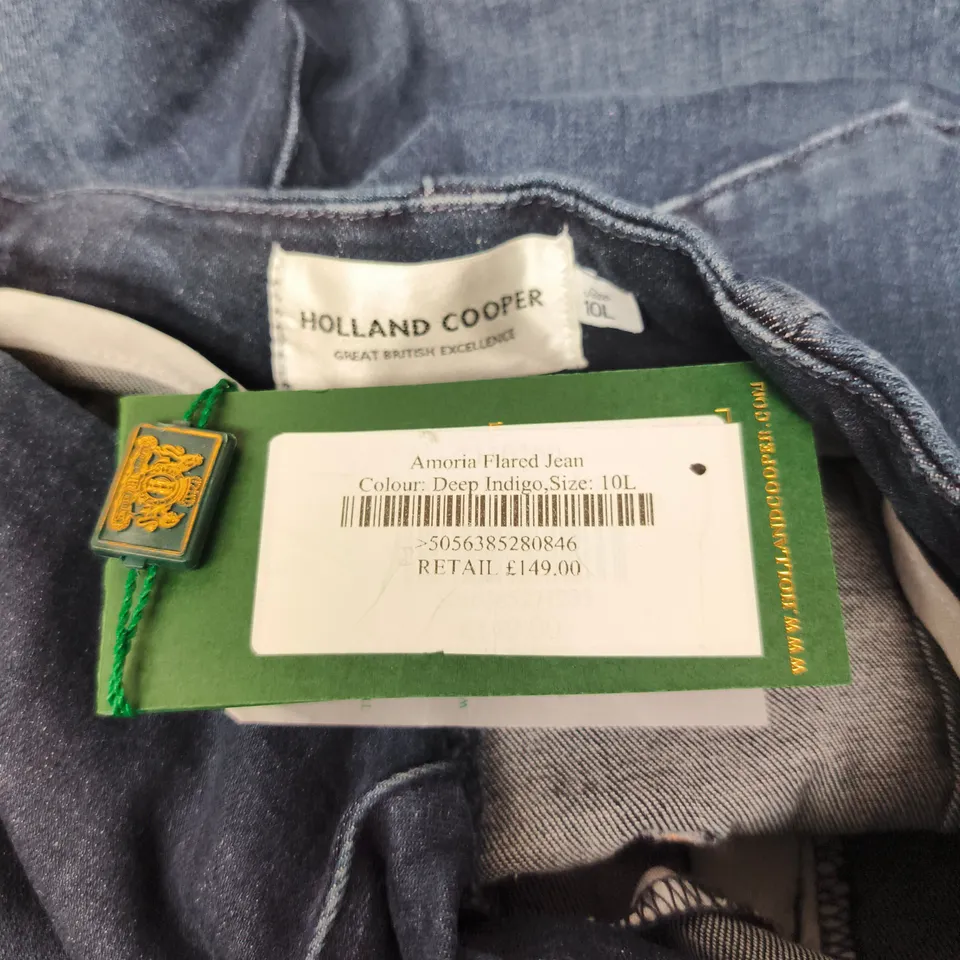 HOLLAND COOPER
GREAT BRITISH EXCELLENCE
10L
Amoria Flared Jean
Colour: Deep Indigo,Size: 10L
>5056385280846
RETAIL £149.00
WWW.HOLLANDCOOPER.COM